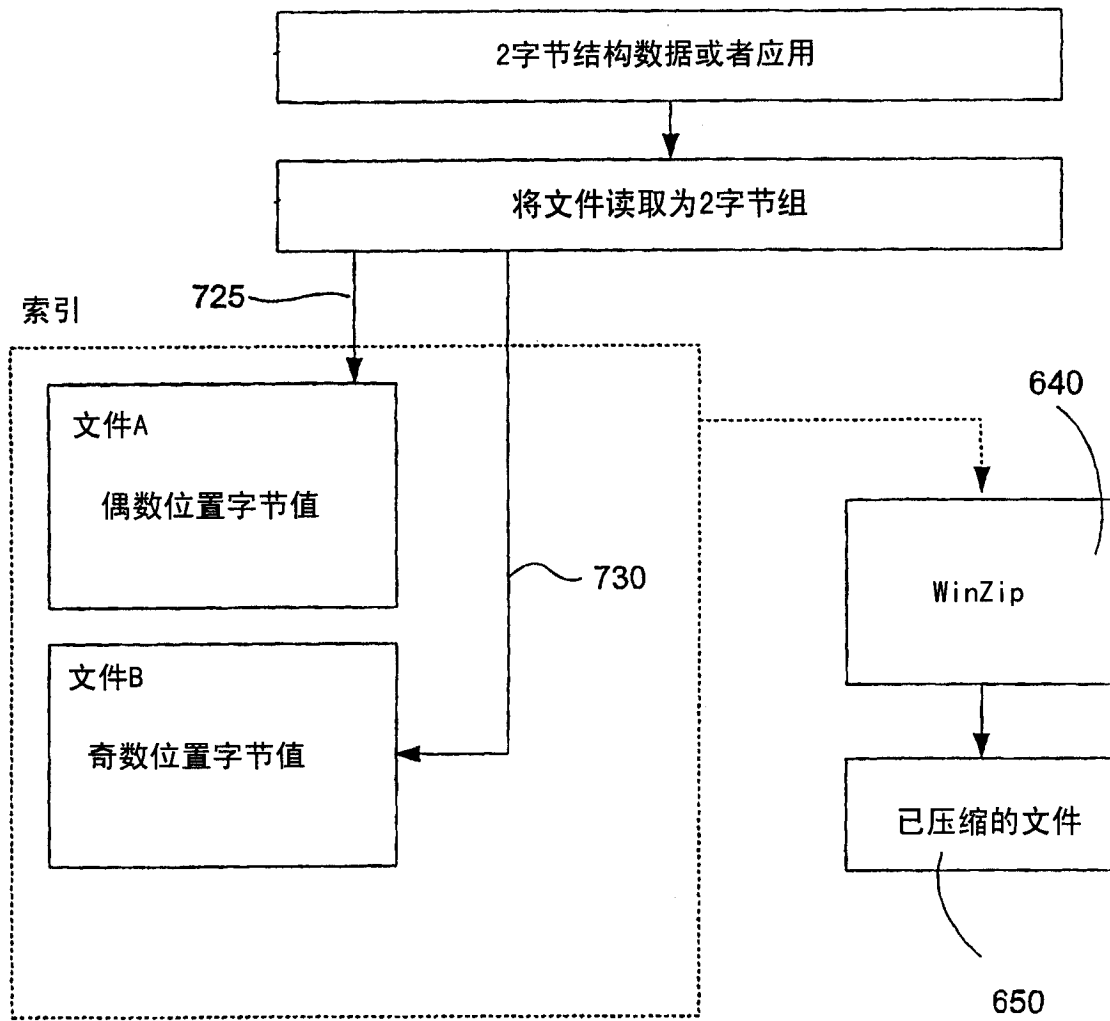 2字节结构数据或者应用
将文件读取为2字节组
725
索引
文件A
偶数位置字节值
730
文件B
奇数位置字节值
640
WinZip
已压缩的文件
650